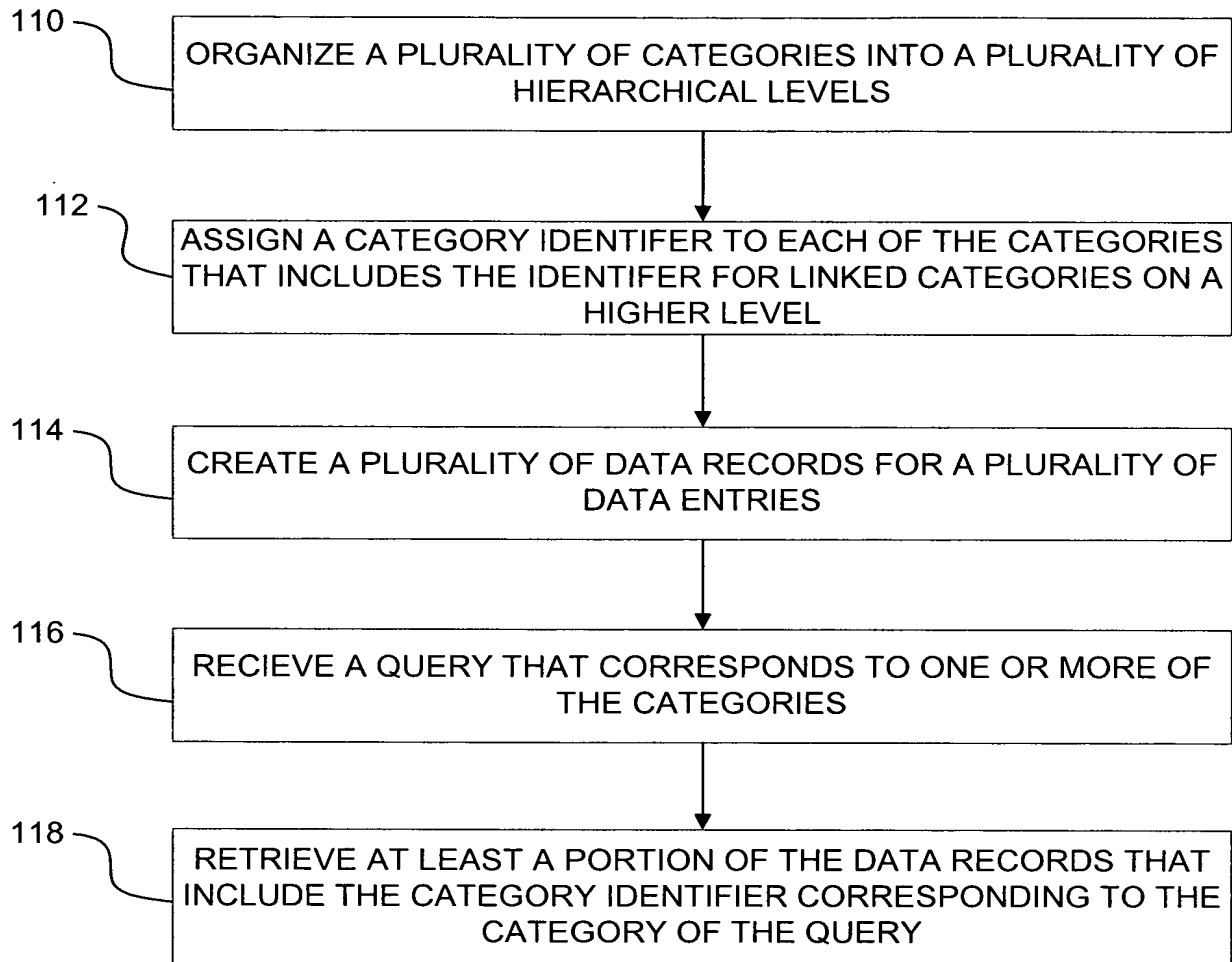 110
ORGANIZE A PLURALITY OF CATEGORIES INTO A PLURALITY OF
HIERARCHICAL LEVELS
112
ASSIGN A CATEGORY IDENTIFER TO EACH OF THE CATEGORIES
THAT INCLUDES THE IDENTIFER FOR LINKED CATEGORIES ON A
HIGHER LEVEL
114
CREATE A PLURALITY OF DATA RECORDS FOR A PLURALITY OF
DATA ENTRIES
116
RECIEVE A QUERY THAT CORRESPONDS TO ONE OR MORE OF
THE CATEGORIES
118
RETRIEVE AT LEAST A PORTION OF THE DATA RECORDS THAT
INCLUDE THE CATEGORY IDENTIFIER CORRESPONDING TO THE
CATEGORY OF THE QUERY